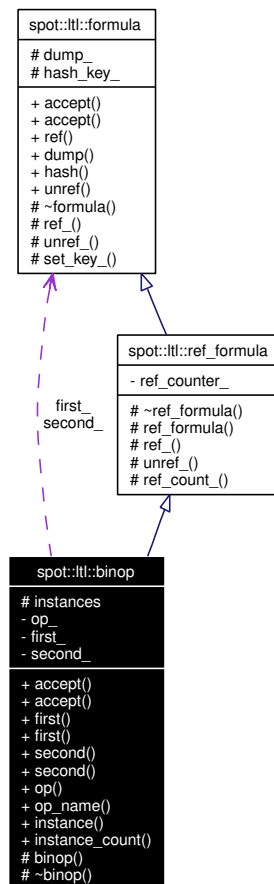 spot::ltl::formula
# dump_
# hash_key_
+ accept()
+ accept()
+ ref()
+ dump()
+ hash()
+ unref()
# ~formula()
# ref_()
# unref_()
# set_key_()
spot::ltl::ref_formula
- ref_counter_
# ~ref_formula()
# ref_formula()
# ref_()
# unref_()
# ref_count_()
first_
second_
spot::ltl::binop
# instances
- op_
- first_
- second_
+ accept()
+ accept()
+ first()
+ first()
+ second()
+ second()
+ op()
+ op_name()
+ instance()
+ instance_count()
# binop()
# ~binop()